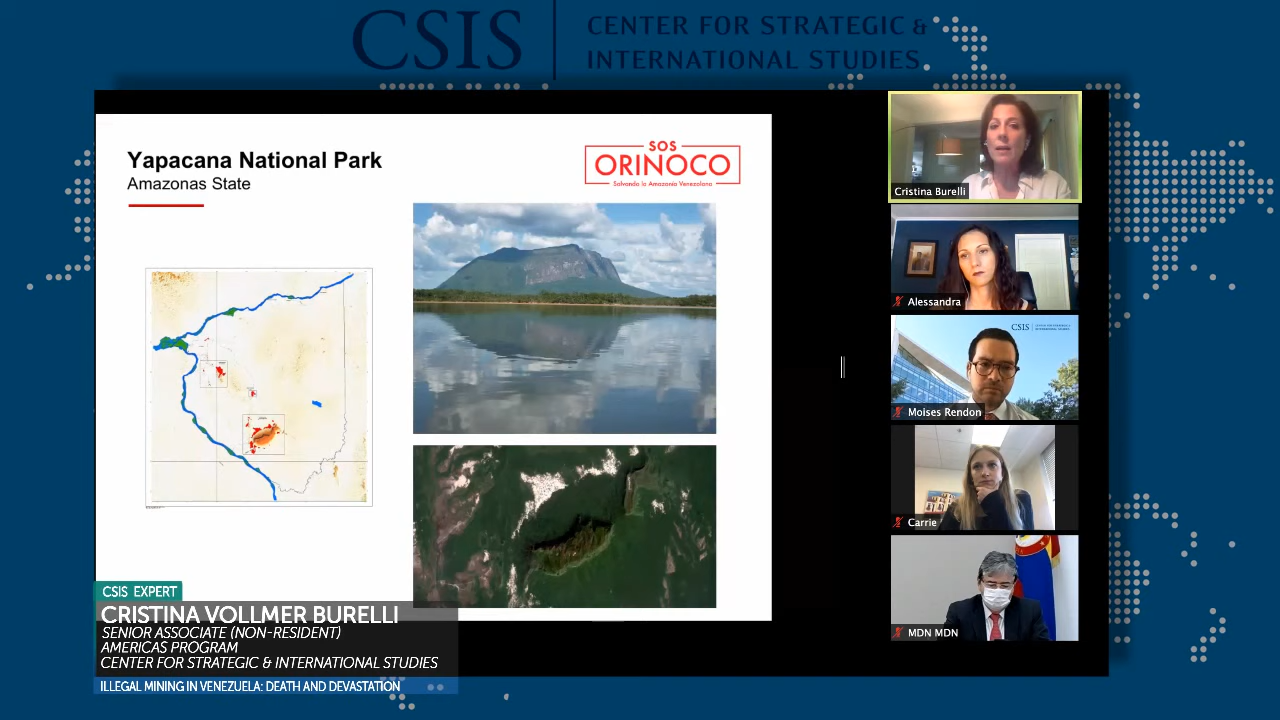 CSIS
CENTER FOR STRATEGIC &
INTERNATIONAL STUDIES
Yapacana National Park
Amazonas State
SOS
ORINOCO
Salvando la Amazonia Venezolana
Cristina Burelli
Alessandra
CSIS
Moises Rendon
Carrie
MDN MDN
CSIS EXPERT
CRISTINA VOLLMER BURELLI
SENIOR ASSOCIATE (NON-RESIDENT)
AMERICAS PROGRAM
CENTER FOR STRATEGIC & INTERNATIONAL STUDIES
ILLEGAL MINING IN VENEZUELA: DEATH AND DEVASTATION